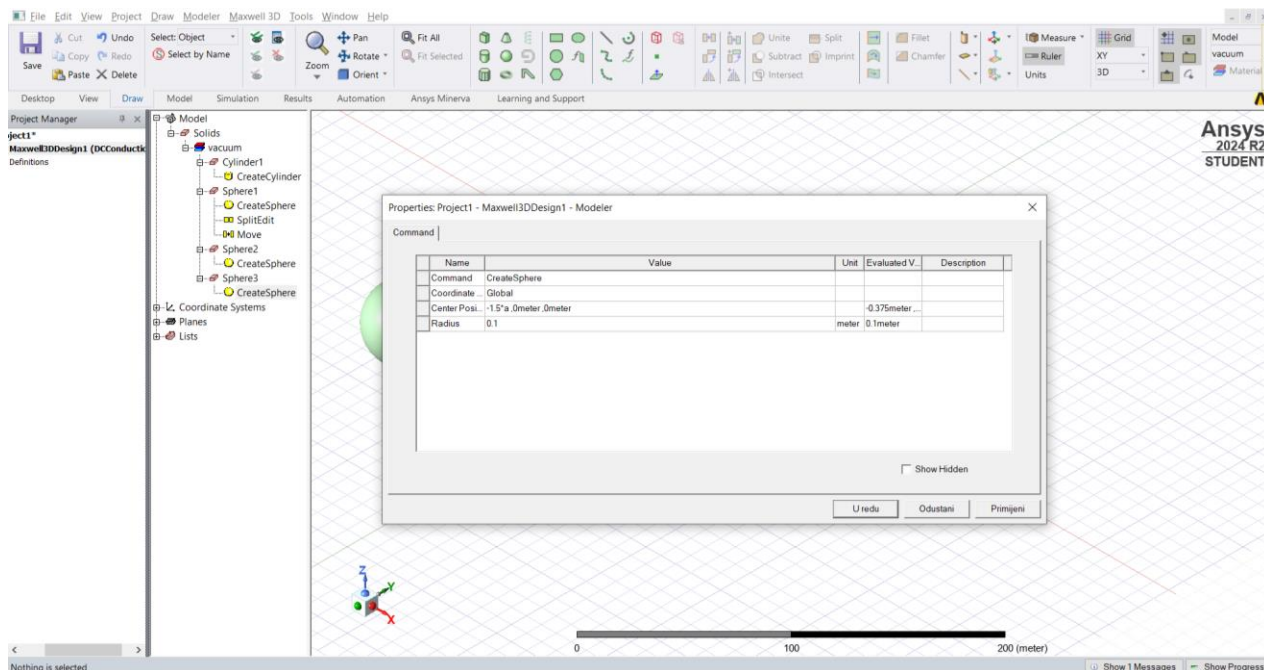 File Edit View Project Draw Modeler Maxwell 3D Tools Window Help
Save
Cut
Copy
Paste
Undo
Redo
Delete
Select: Object
Select by Name
Zoom
Pan
Rotate
Orient
Fit All
Fit Selected
Unite
Subtract
Intersect
Split
Imprint
Fillet
Chamfer
Measure
Ruler
Units
Grid
XY
3D
Model
vacuum
Material
Desktop View Draw Model Simulation Results Automation Ansys Minerva Learning and Support
Project Manager
ject1*
Maxwell3DDesign1 (DCConductic
Definitions
Model
Solids
vacuum
Cylinder1
CreateCylinder
Sphere1
CreateSphere
SplitEdit
Move
Sphere2
CreateSphere
Sphere3
CreateSphere
Coordinate Systems
Planes
Lists
Ansys
2024 R2
STUDENT
Properties: Project1 - Maxwell3DDesign1 - Modeler
Command
Name Value Unit Evaluated V... Description
Command CreateSphere
Coordinate ... Global
Center Posi... -1.5*a ,0meter ,0meter -0.375meter ,...
Radius 0.1 meter 0.1meter
Show Hidden
U redu Odustani Primijeni
Z
Y
X
0 100 200 (meter)
Nothing is selected
Show 1 Messages Show Progress